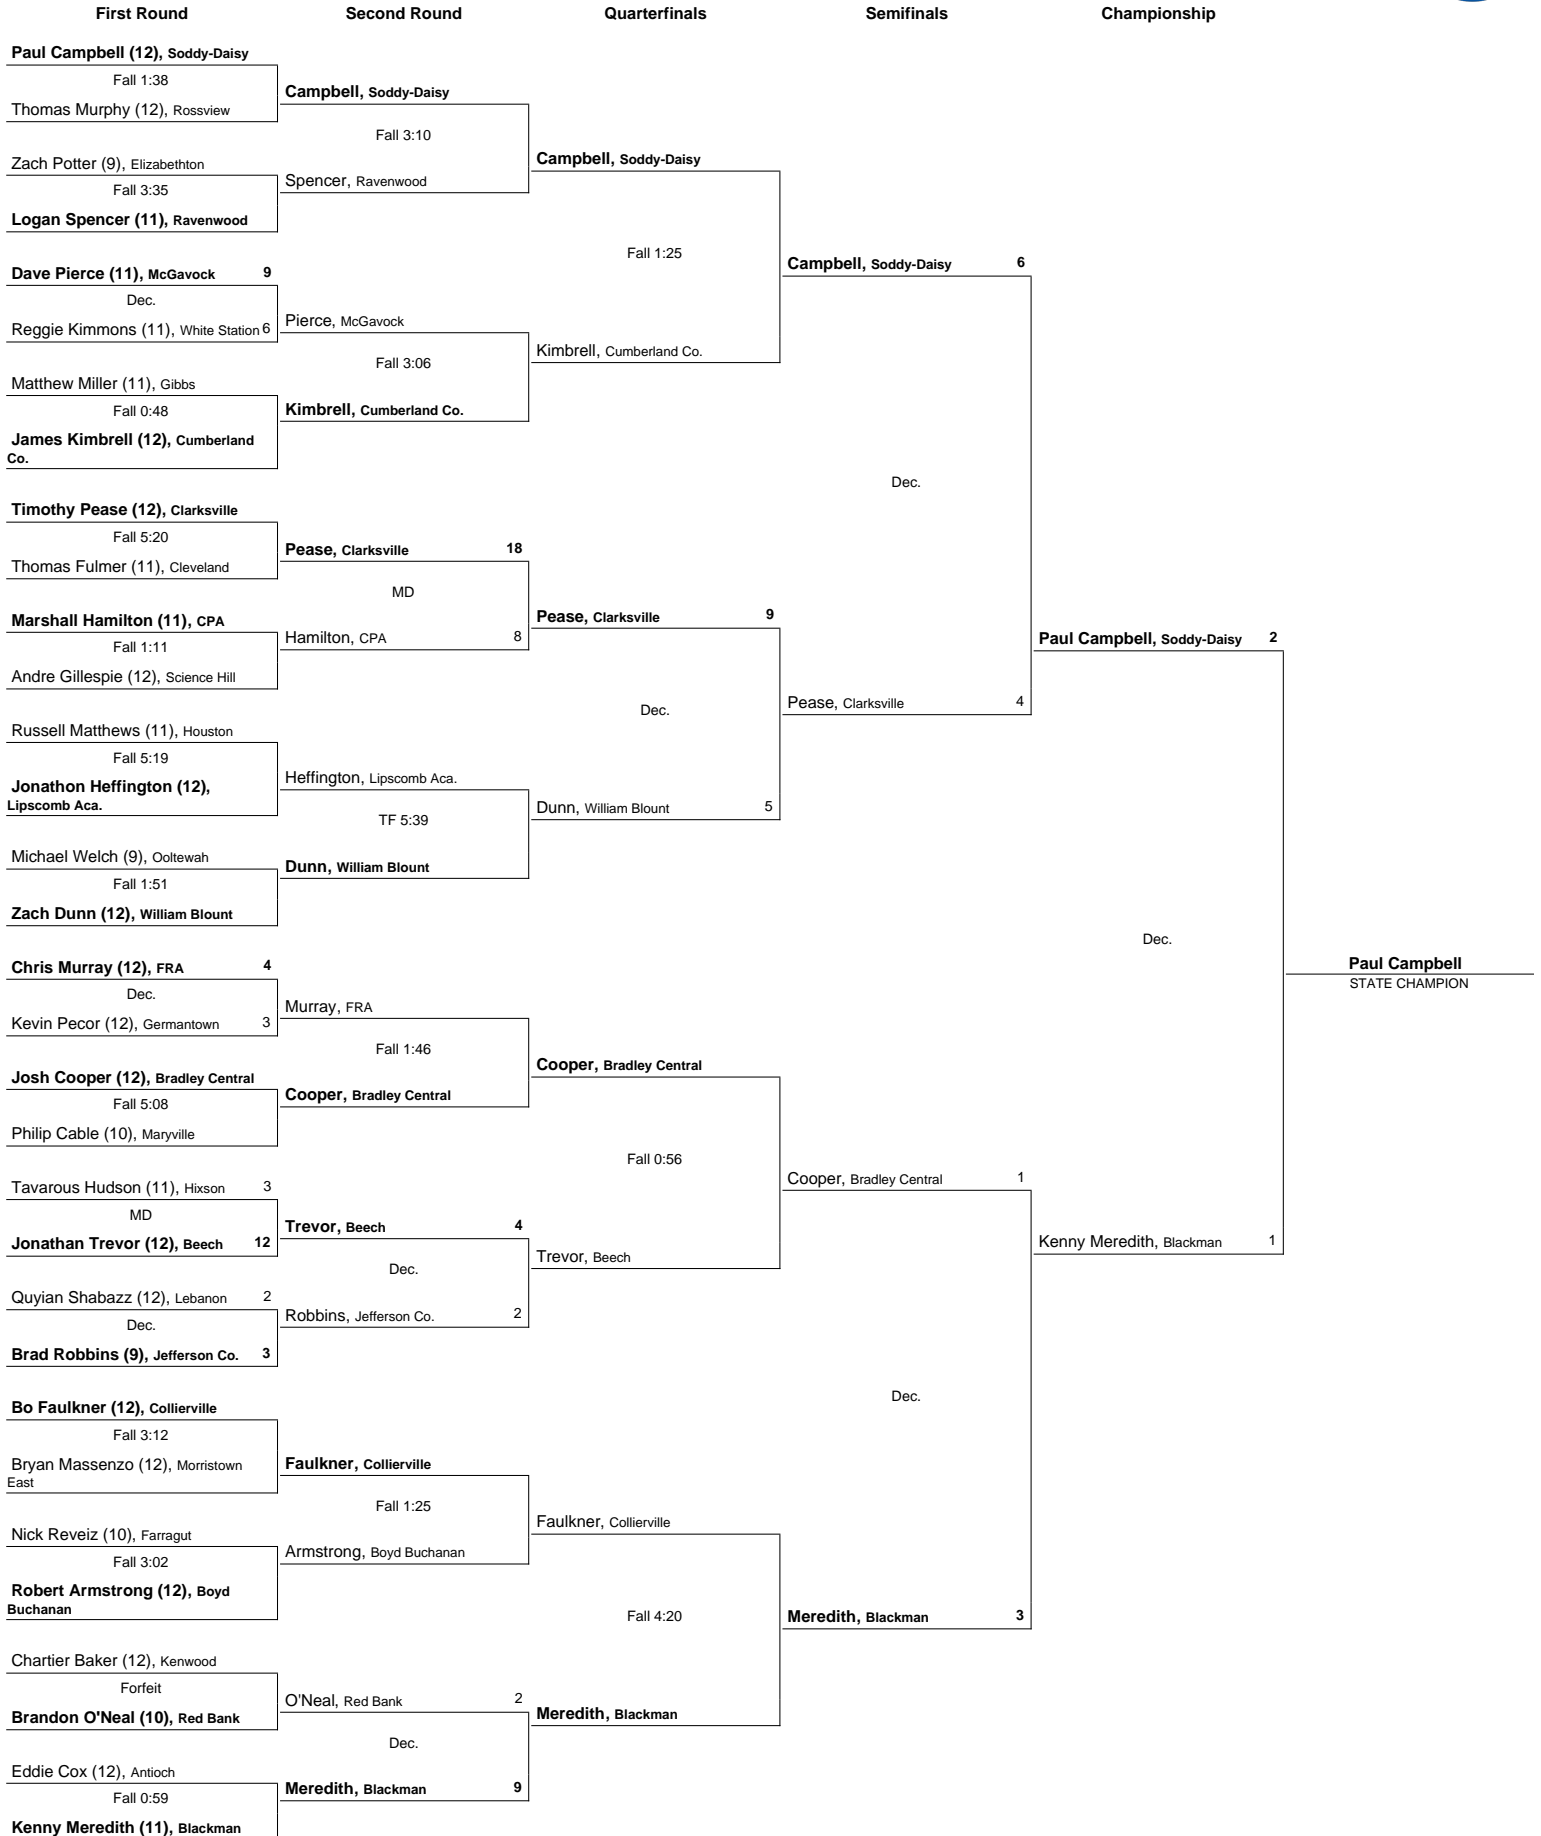 First Round
Second Round
Quarterfinals
Semifinals
Championship
Paul Campbell (12), Soddy-Daisy
Fall 1:38
Thomas Murphy (12), Rossview
Zach Potter (9), Elizabethton
Fall 3:35
Logan Spencer (11), Ravenwood
Dave Pierce (11), McGavock 9
Dec.
Reggie Kimmons (11), White Station 6
Matthew Miller (11), Gibbs
Fall 0:48
James Kimbrell (12), Cumberland
Co.
Timothy Pease (12), Clarksville
Fall 5:20
Thomas Fulmer (11), Cleveland
Marshall Hamilton (11), CPA
Fall 1:11
Andre Gillespie (12), Science Hill
Russell Matthews (11), Houston
Fall 5:19
Jonathon Heffington (12),
Lipscomb Aca.
Michael Welch (9), Ooltewah
Fall 1:51
Zach Dunn (12), William Blount
Chris Murray (12), FRA 4
Dec.
Kevin Pecor (12), Germantown 3
Josh Cooper (12), Bradley Central
Fall 5:08
Philip Cable (10), Maryville
Tavarous Hudson (11), Hixson 3
MD
Jonathan Trevor (12), Beech 12
Quyian Shabazz (12), Lebanon 2
Dec.
Brad Robbins (9), Jefferson Co. 3
Bo Faulkner (12), Collierville
Fall 3:12
Bryan Massenzo (12), Morristown
East
Nick Reveiz (10), Farragut
Fall 3:02
Robert Armstrong (12), Boyd
Buchanan
Chartier Baker (12), Kenwood
Forfeit
Brandon O'Neal (10), Red Bank
Eddie Cox (12), Antioch
Fall 0:59
Kenny Meredith (11), Blackman
Campbell, Soddy-Daisy
Fall 3:10
Spencer, Ravenwood
Pierce, McGavock
Fall 3:06
Kimbrell, Cumberland Co.
Pease, Clarksville 18
MD
Hamilton, CPA 8
Heffington, Lipscomb Aca.
TF 5:39
Dunn, William Blount
Murray, FRA
Fall 1:46
Cooper, Bradley Central
Trevor, Beech 4
Dec.
Robbins, Jefferson Co. 2
Faulkner, Collierville
Fall 1:25
Armstrong, Boyd Buchanan
O'Neal, Red Bank 2
Dec.
Meredith, Blackman 9
Campbell, Soddy-Daisy
Fall 1:25
Kimbrell, Cumberland Co.
Pease, Clarksville 9
Dec.
Dunn, William Blount 5
Cooper, Bradley Central
Fall 0:56
Trevor, Beech
Faulkner, Collierville
Fall 4:20
Meredith, Blackman
Campbell, Soddy-Daisy 6
Dec.
Pease, Clarksville 4
Cooper, Bradley Central 1
Dec.
Meredith, Blackman 3
Paul Campbell, Soddy-Daisy 2
Dec.
Kenny Meredith, Blackman 1
Paul Campbell
STATE CHAMPION